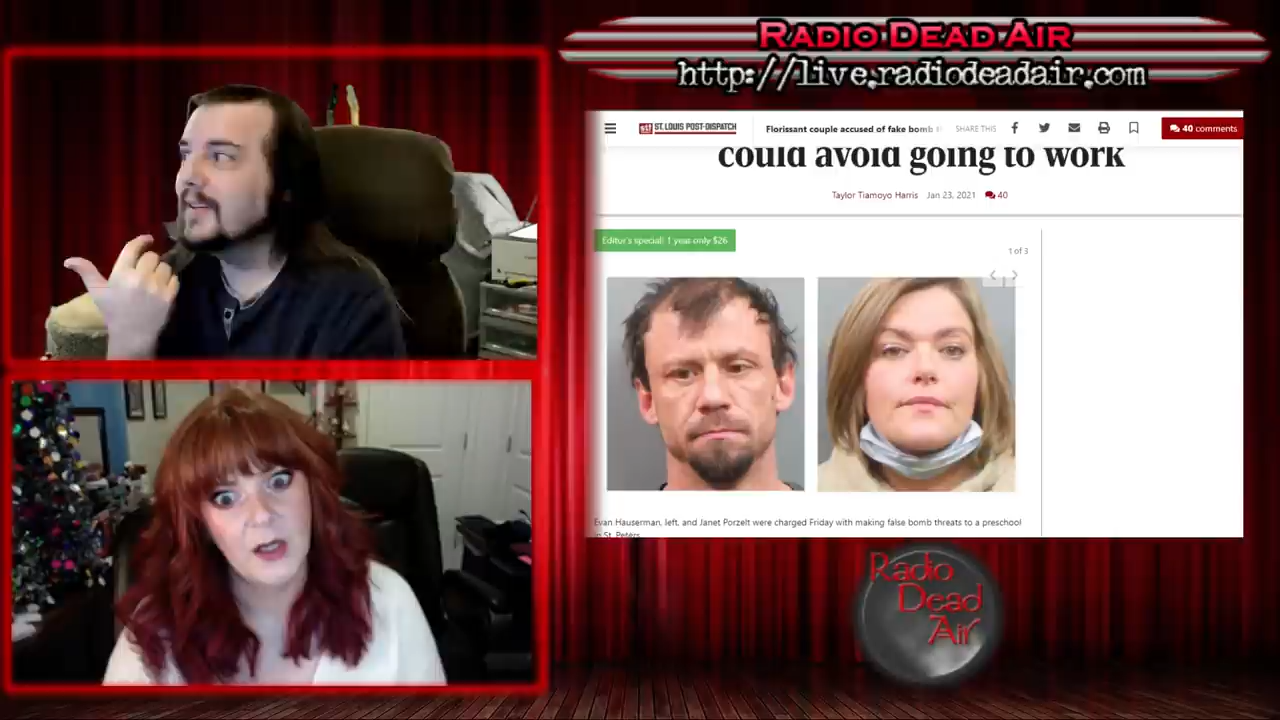 RADIO DEAD AIR
http://live.radiodeadair.com
ST. LOUIS POST-DISPATCH
Florissant couple accused of fake bomb
SHARE THIS
40 comments
could avoid going to work
Taylor Tiamoyo Harris Jan 23, 2021 40
Editor's special! 1 year only $26
1 of 3
Evan Hauserman, left, and Janet Porzelt were charged Friday with making false bomb threats to a preschool
in St. Peters
Radio
Dead
Air